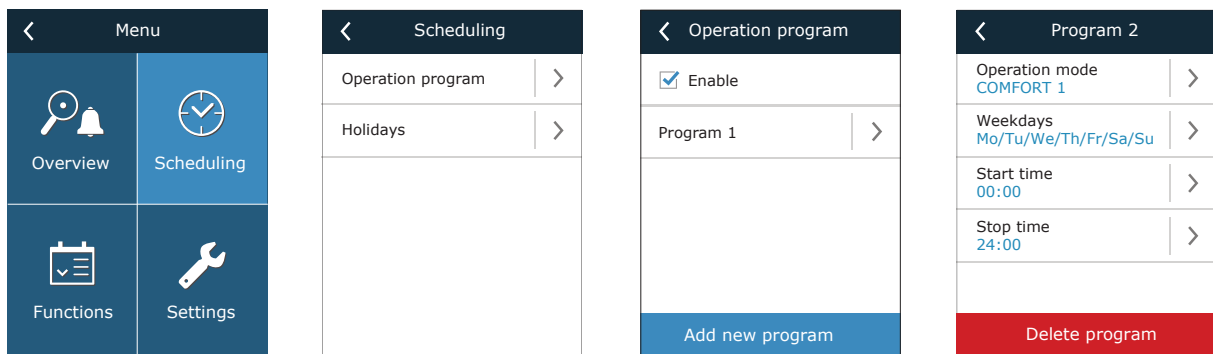 Menu
Overview
Scheduling
Functions
Settings
Scheduling
Operation program
Holidays
Operation program
Enable
Program 1
Add new program
Program 2
Operation mode
COMFORT 1
Weekdays
Mo/Tu/We/Th/Fr/Sa/Su
Start time
00:00
Stop time
24:00
Delete program